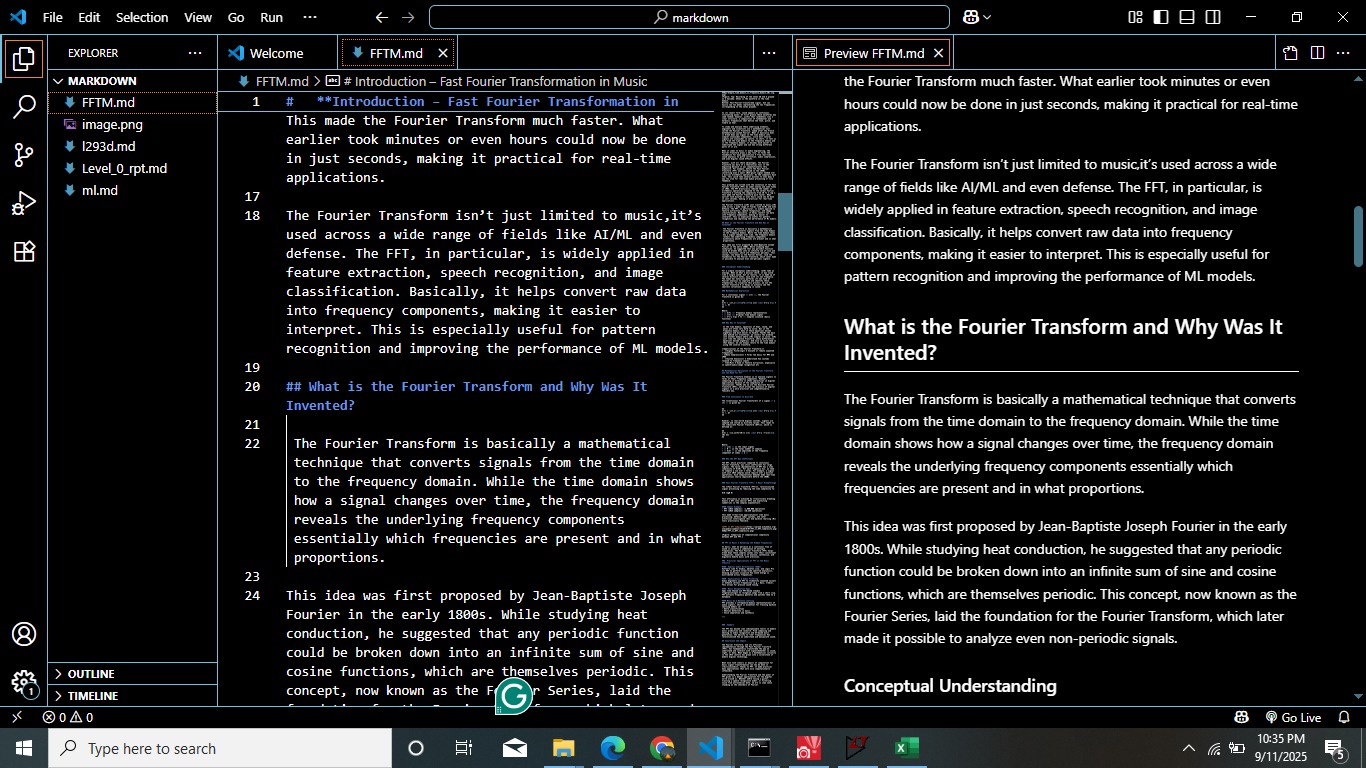 File Edit Selection View Go Run ··· markdown
EXPLORER ··· Welcome FFTM.md ··· Preview FFTM.md ···
MARKDOWN
FFTM.md
image.png
l293d.md
Level_0_rpt.md
ml.md
OUTLINE
TIMELINE
FFTM.md > # Introduction – Fast Fourier Transformation in Music
1 # **Introduction – Fast Fourier Transformation in
This made the Fourier Transform much faster. What
earlier took minutes or even hours could now be done
in just seconds, making it practical for real-time
applications.
17
18 The Fourier Transform isn’t just limited to music,it’s
used across a wide range of fields like AI/ML and even
defense. The FFT, in particular, is widely applied in
feature extraction, speech recognition, and image
classification. Basically, it helps convert raw data
into frequency components, making it easier to
interpret. This is especially useful for pattern
recognition and improving the performance of ML models.
19
20 ## What is the Fourier Transform and Why Was It
Invented?
21
22 The Fourier Transform is basically a mathematical
technique that converts signals from the time domain
to the frequency domain. While the time domain shows
how a signal changes over time, the frequency domain
reveals the underlying frequency components
essentially which frequencies are present and in what
proportions.
23
24 This idea was first proposed by Jean-Baptiste Joseph
Fourier in the early 1800s. While studying heat
conduction, he suggested that any periodic function
could be broken down into an infinite sum of sine and
cosine functions, which are themselves periodic. This
concept, now known as the Series, laid the
the Fourier Transform much faster. What earlier took minutes or even
hours could now be done in just seconds, making it practical for real-time
applications.
The Fourier Transform isn’t just limited to music,it’s used across a wide
range of fields like AI/ML and even defense. The FFT, in particular, is
widely applied in feature extraction, speech recognition, and image
classification. Basically, it helps convert raw data into frequency
components, making it easier to interpret. This is especially useful for
pattern recognition and improving the performance of ML models.
What is the Fourier Transform and Why Was It
Invented?
The Fourier Transform is basically a mathematical technique that converts
signals from the time domain to the frequency domain. While the time
domain shows how a signal changes over time, the frequency domain
reveals the underlying frequency components essentially which
frequencies are present and in what proportions.
This idea was first proposed by Jean-Baptiste Joseph Fourier in the early
1800s. While studying heat conduction, he suggested that any periodic
function could be broken down into an infinite sum of sine and cosine
functions, which are themselves periodic. This concept, now known as the
Fourier Series, laid the foundation for the Fourier Transform, which later
made it possible to analyze even non-periodic signals.
Conceptual Understanding
1
0 0 Go Live
Type here to search
10:35 PM
9/11/2025
5